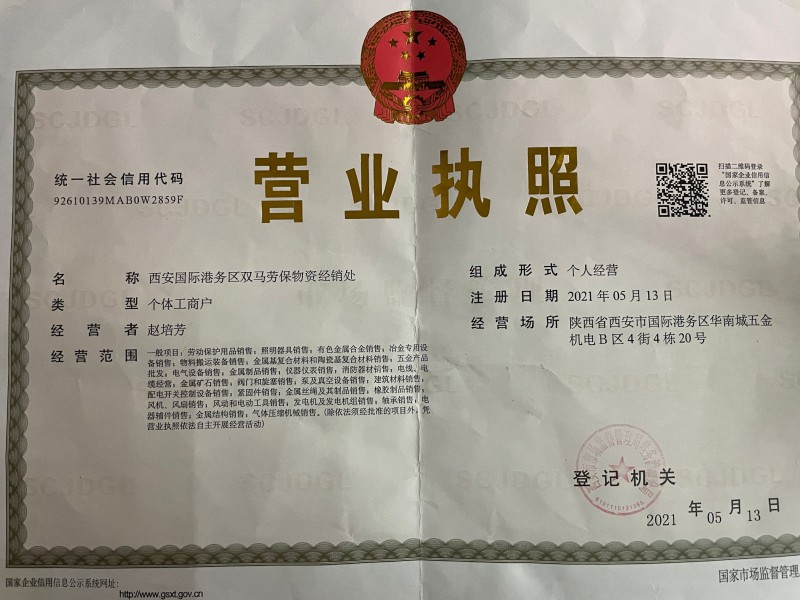 营业执照
统一社会信用代码
92610139MAB0W2859F
扫描二维码登录
“国家企业信用信
息公示系统”了解
更多登记、备案、
许可、监管信息
名 称 西安国际港务区双马劳保物资经销处
类 型 个体工商户
经 营 者 赵培芳
经 营 范 围 一般项目：劳动保护用品销售；照明器具销售；有色金属合金销售；冶金专用设
备销售；物料搬运装备销售；金属基复合材料和陶瓷基复合材料销售；五金产品
批发；电气设备销售；金属制品销售；仪器仪表销售；消防器材销售；电线、电
缆经营；金属矿石销售；阀门和旋塞销售；泵及真空设备销售；建筑材料销售；
配电开关控制设备销售；紧固件销售；金属丝绳及其制品销售；橡胶制品销售；
风机、风扇销售；风动和电动工具销售；发电机及发电机组销售；轴承销售；电
器辅件销售；金属结构销售；气体压缩机械销售。(除依法须经批准的项目外，凭
营业执照依法自主开展经营活动)
组 成 形 式 个人经营
注 册 日 期 2021 年 05 月 13 日
经 营 场 所 陕西省西安市国际港务区华南城五金
机电B区4街4栋20号
登 记 机 关
2021 年 05 月 13 日
国家企业信用信息公示系统网址：
http://www.gsxt.gov.cn
国家市场监督管理